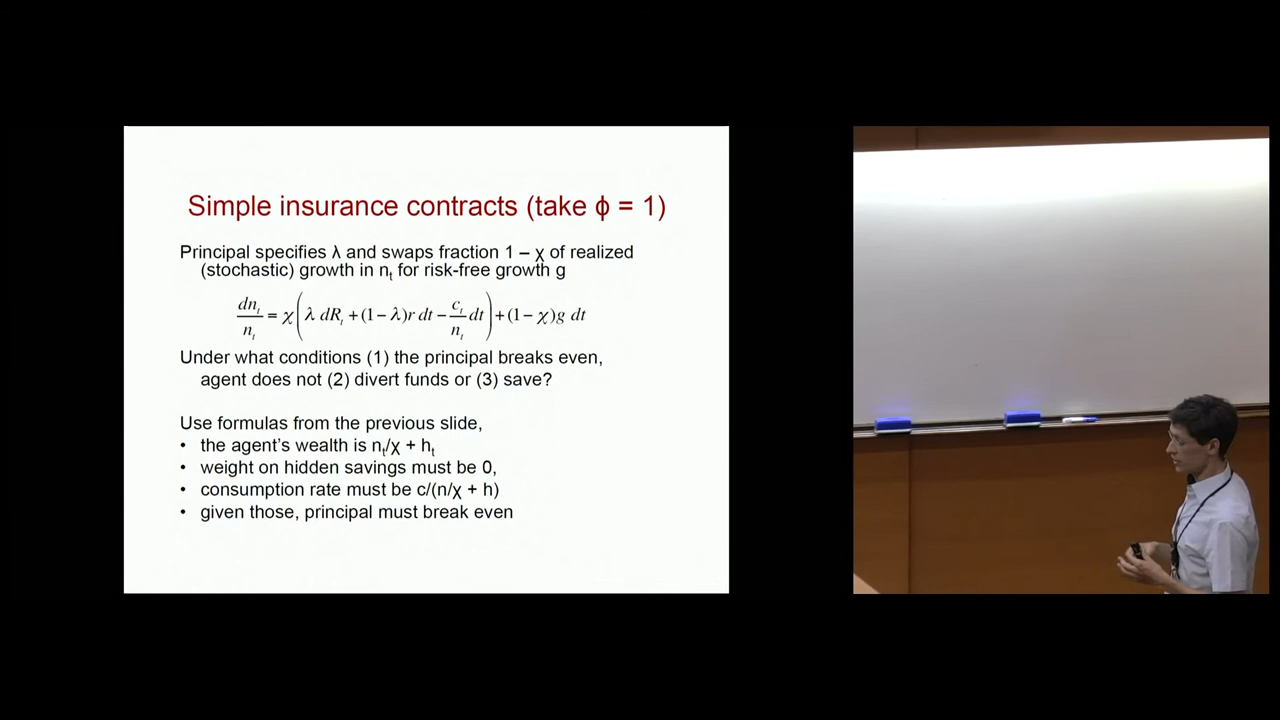 Simple insurance contracts (take ϕ = 1)
Principal specifies λ and swaps fraction 1 – χ of realized
(stochastic) growth in nₜ for risk-free growth g
dnₜ/nₜ = χ(λ dRₜ + (1 − λ)r dt − cₜ/nₜ dt) + (1 − χ)g dt
Under what conditions (1) the principal breaks even,
agent does not (2) divert funds or (3) save?
Use formulas from the previous slide,
• the agent's wealth is nₜ/χ + hₜ
• weight on hidden savings must be 0,
• consumption rate must be c/(n/χ + h)
• given those, principal must break even